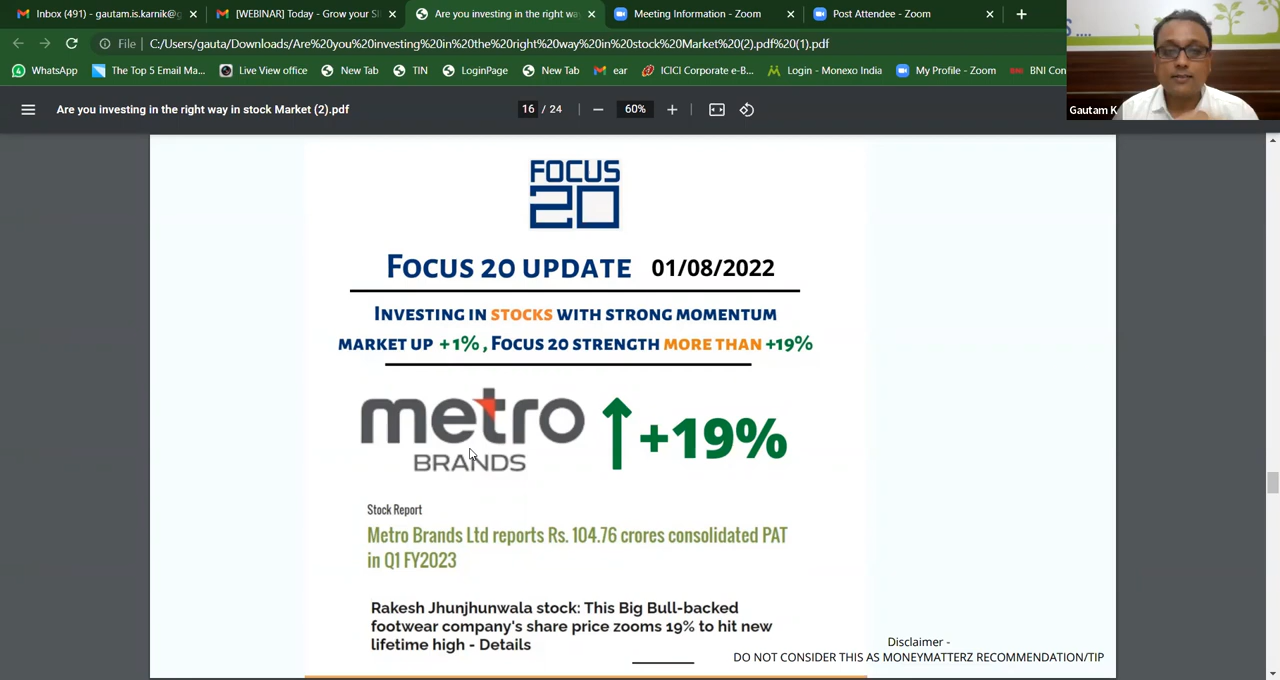 Inbox (491) - gautam.is.karnik@g
[WEBINAR] Today - Grow your SI
Are you investing in the right wa
Meeting Information - Zoom
Post Attendee - Zoom
File
C:/Users/gauta/Downloads/Are%20you%20investing%20in%20the%20right%20way%20in%20stock%20Market%20(2).pdf%20(1).pdf
WhatsApp
The Top 5 Email Ma...
Live View office
New Tab
TIN
LoginPage
New Tab
ear
ICICI Corporate e-B...
Login - Monexo India
My Profile - Zoom
BNI Con
Gautam K
Are you investing in the right way in stock Market (2).pdf
16 / 24
60%
FOCUS
20
FOCUS 20 UPDATE 01/08/2022
INVESTING IN STOCKS WITH STRONG MOMENTUM
MARKET UP +1% , FOCUS 20 STRENGTH MORE THAN +19%
metro
BRANDS
+19%
Stock Report
Metro Brands Ltd reports Rs. 104.76 crores consolidated PAT
in Q1 FY2023
Rakesh Jhunjhunwala stock: This Big Bull-backed
footwear company's share price zooms 19% to hit new
lifetime high - Details
Disclaimer -
DO NOT CONSIDER THIS AS MONEYMATTERZ RECOMMENDATION/TIP